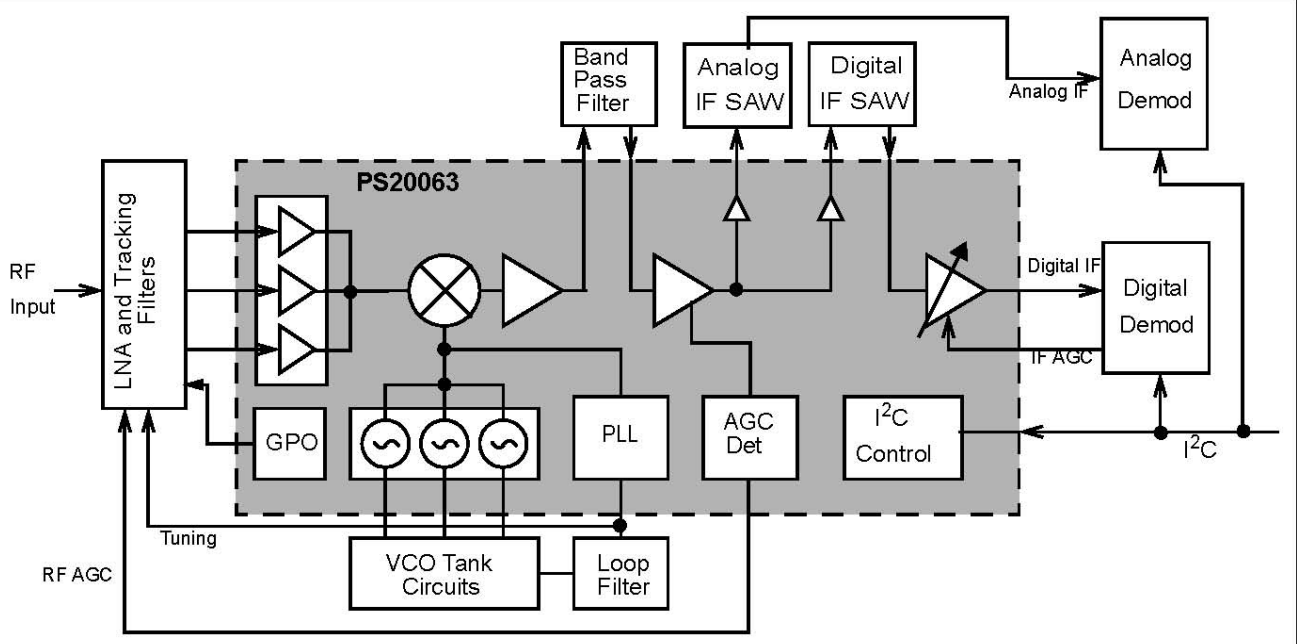 Band
Pass
Filter
Analog
IF SAW
Digital
IF SAW
Analog IF
Analog
Demod
PS20063
LNA and Tracking
Filters
RF
Input
Digital IF
Digital
Demod
IF AGC
GPO
PLL
AGC
Det
I²C
Control
I²C
Tuning
VCO Tank
Circuits
Loop
Filter
RF AGC